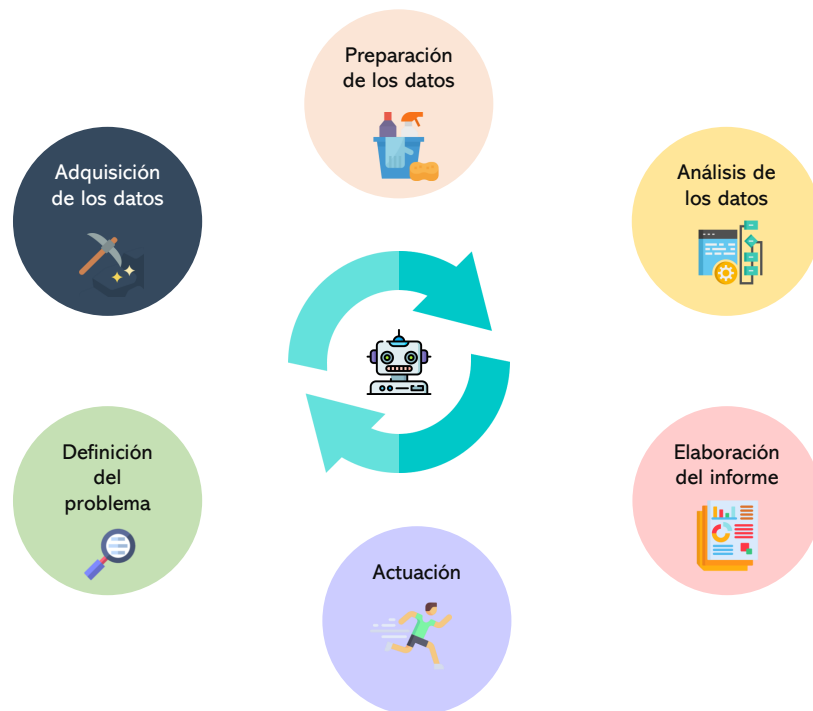 Preparación
de los datos
Adquisición
de los datos
Análisis de
los datos
Definición
del
problema
Elaboración
del informe
Actuación